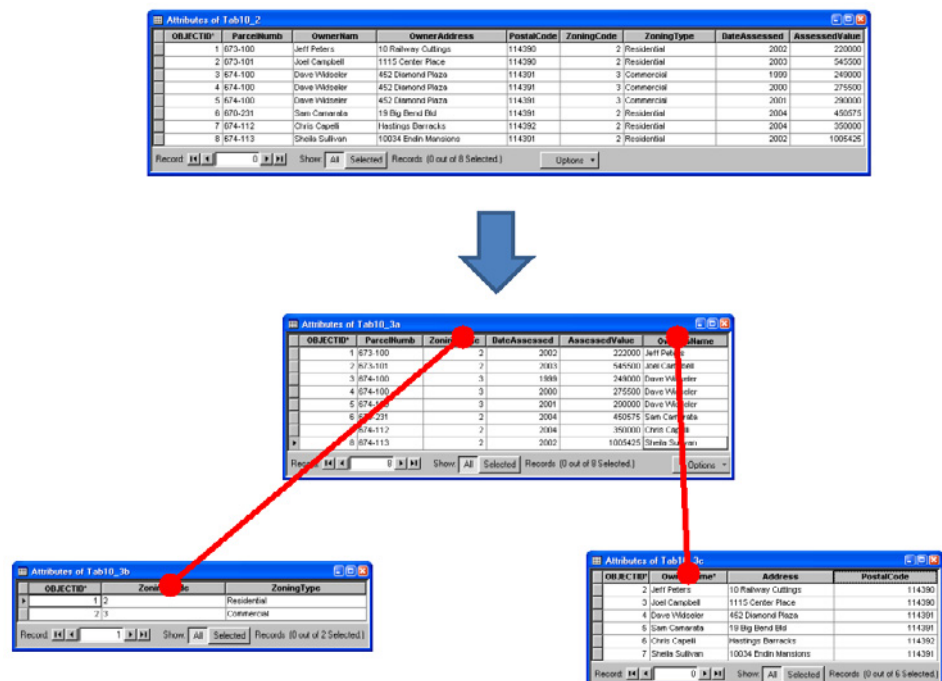 Attributes of Tab10_2
OBJECTID* ParcelNumb OwnerNam OwnerAddress PostalCode ZoningCode ZoningType DateAssessed AssessedValue
1 673-100 Jeff Peters 10 Railway Cuttings 114390 2 Residential 2002 220000
2 673-101 Joel Campbell 1115 Center Place 114390 2 Residential 2003 545500
3 674-100 Dave Widseler 452 Diamond Plaza 114391 3 Commercial 1999 249000
4 674-100 Dave Widseler 452 Diamond Plaza 114391 3 Commercial 2000 275500
5 674-100 Dave Widseler 452 Diamond Plaza 114391 3 Commercial 2001 290000
6 670-231 Sam Camarata 19 Big Bend Bld 114391 2 Residential 2004 450575
7 674-112 Chris Capelli Hastings Barracks 114392 2 Residential 2004 350000
8 674-113 Sheila Sullivan 10034 Endin Mansions 114391 2 Residential 2002 1005425
Record: 0 Show: All Selected Records (0 out of 8 Selected.) Options
Attributes of Tab10_3a
OBJECTID* ParcelNumb DateAssessed AssessedValue
1 673-100 2 2002 222000 Jeff Peters
2 673-101 2 2003 545500 Joel Campbell
3 674-100 3 1999 249000 Dave Widseler
4 674-100 3 2000 275500 Dave Widseler
5 3 2001 290000 Dave Widseler
6 2 2004 450575 Sam Camarata
674-112 2 2004 350000 Chris Capelli
8 674-113 2 2002 1005425 Sheila Sullivan
Record: 8 Show: All Selected Records (0 out of 8 Selected.) Options
Attributes of Tab10_3b
OBJECTID* ZoningType
1 2 Residential
2 3 Commercial
Record: 1 Show: All Selected Records (0 out of 2 Selected.)
Attributes of
OBJECTID* Address PostalCode
2 Jeff Peters 10 Railway Cuttings 114390
3 Joel Campbell 1115 Center Place 114390
4 Dave Widseler 452 Diamond Plaza 114391
5 Sam Camarata 19 Big Bend Bld 114391
6 Chris Capelli Hastings Barracks 114392
7 Sheila Sullivan 10034 Endin Mansions 114391
Record: 0 Show: All Selected Records (0 out of 6 Selected.)